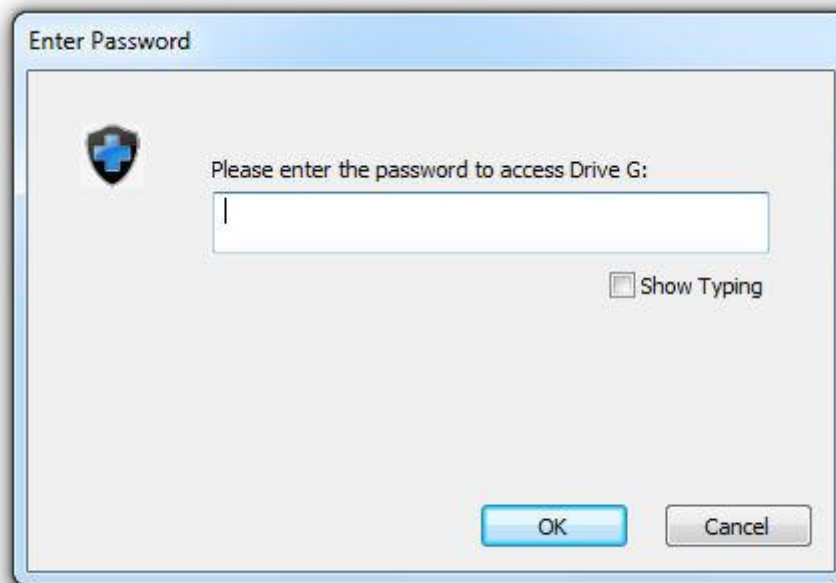 Enter Password
Please enter the password to access Drive G:
Show Typing
OK
Cancel